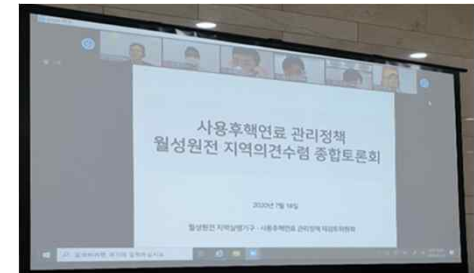 사용후핵연료 관리정책
월성원전 지역의견수렴 종합토론회
2020년 7월 18일
월성원전 지역실행기구 · 사용후핵연료 관리정책 재검토위원회